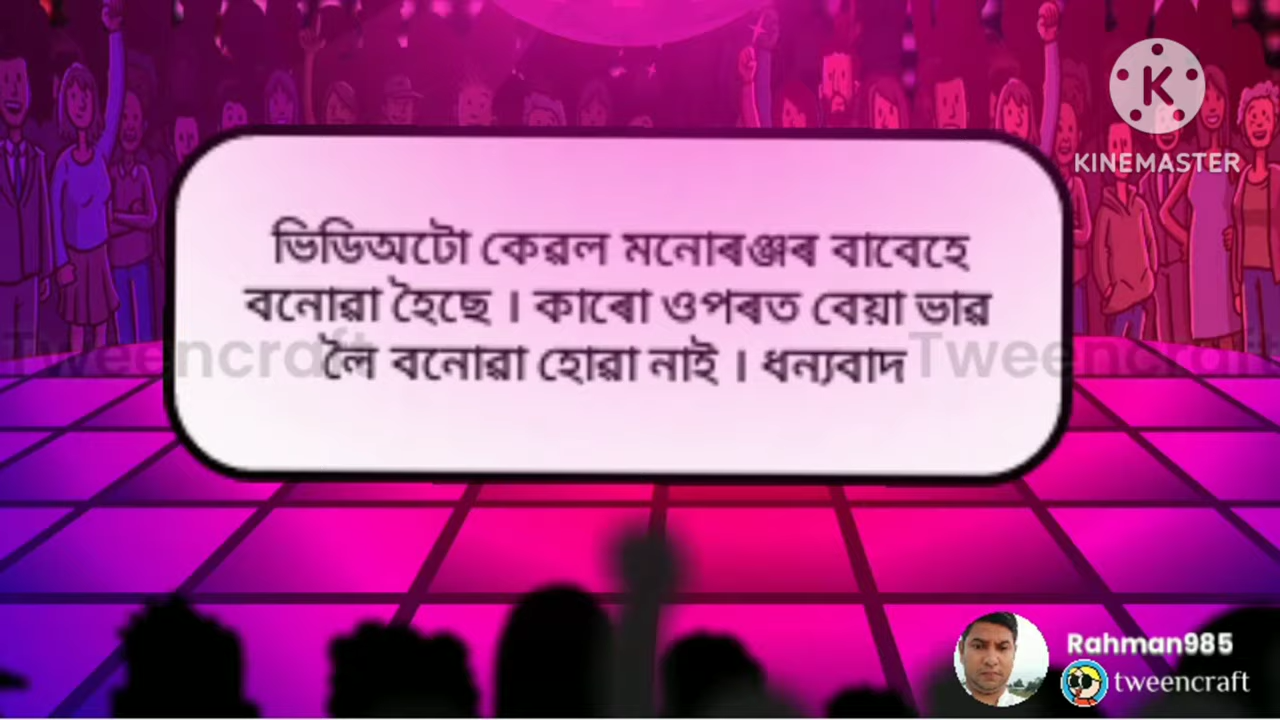 KINEMASTER
ভিডিঅটো কেৱল মনোৰঞ্জৰ বাবেহে
বনোৱা হৈছে । কাৰো ওপৰত বেয়া ভাৱ
লৈ বনোৱা হোৱা নাই । ধন্যবাদ
Tweencraft Tweencraft
Rahman985
tweencraft